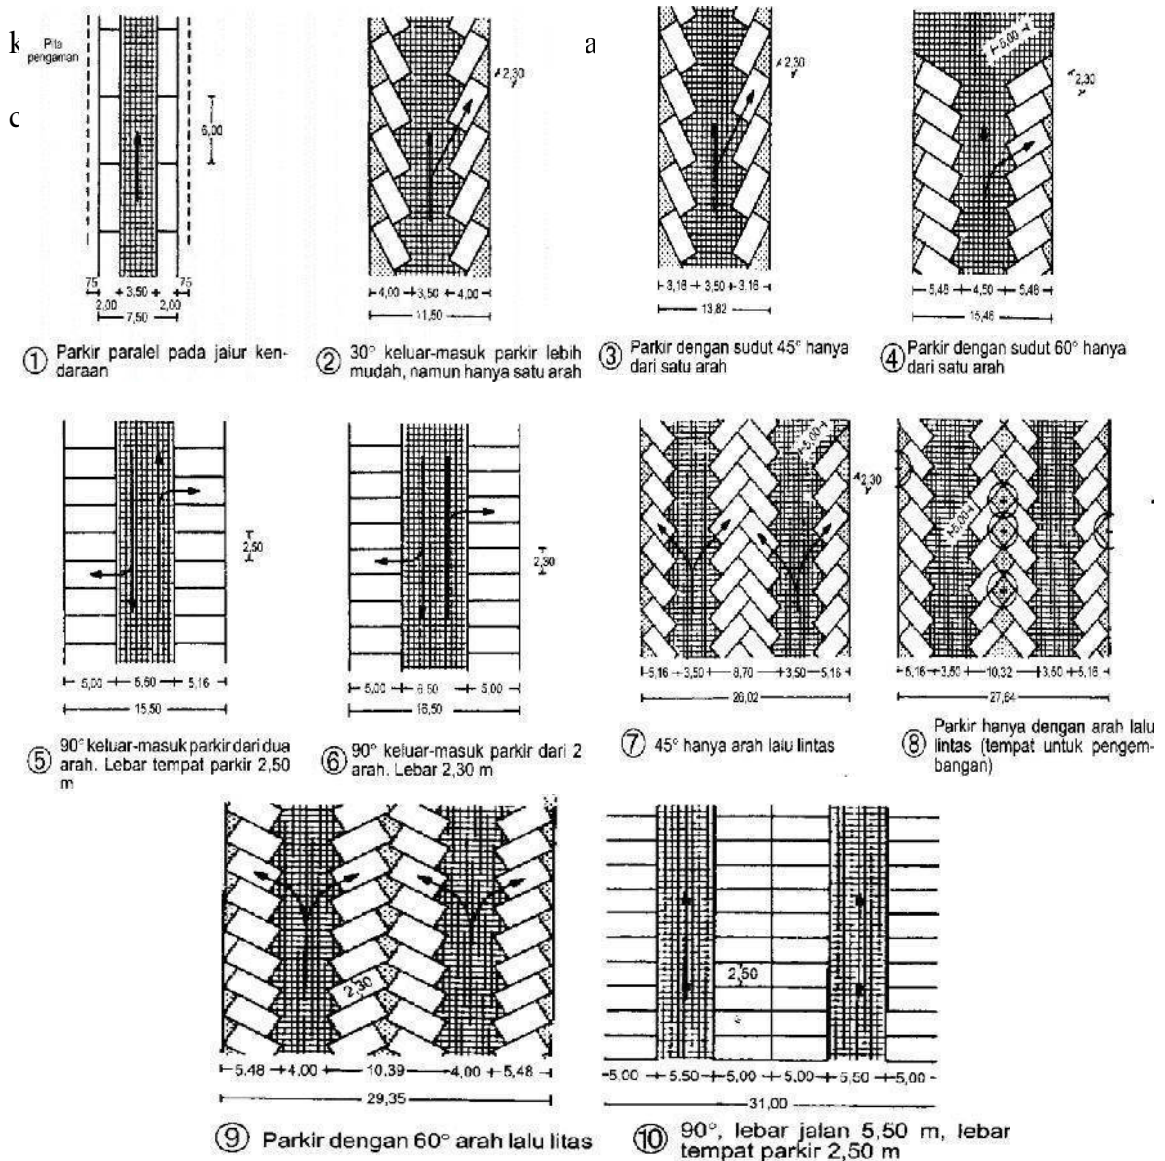 k
a
c
Pita
pengaman
6,00
75
3,50
75
2,00
2,00
7,50
① Parkir paralel pada jalur ken-
daraan
2,30
4,00 3,50 4,00
11,50
② 30° keluar-masuk parkir lebih
mudah, namun hanya satu arah
2,30
3,16 3,50 3,16
13,82
③ Parkir dengan sudut 45° hanya
dari satu arah
5,00
2,30
5,48 4,50 5,48
15,46
④ Parkir dengan sudut 60° hanya
dari satu arah
2,50
5,00 5,60 5,16
15,50
⑤ 90° keluar-masuk parkir dari dua
arah. Lebar tempat parkir 2,50
m
2,30
5,00 6,50 5,00
16,50
⑥ 90° keluar-masuk parkir dari 2
arah. Lebar 2,30 m
5,00
2,30
5,16 3,50 8,70 3,50 5,16
26,02
⑦ 45° hanya arah lalu lintas
5,00
5,16 3,50 10,32 3,50 5,16
27,64
⑧ Parkir hanya dengan arah lalu
lintas (tempat untuk pengem-
bangan)
2,30
5,48 4,00 10,39 4,00 5,48
29,35
⑨ Parkir dengan 60° arah lalu litas
2,50
5,00 5,50 5,00 5,00 5,50 5,00
31,00
⑩ 90°, lebar jalan 5,50 m, lebar
tempat parkir 2,50 m